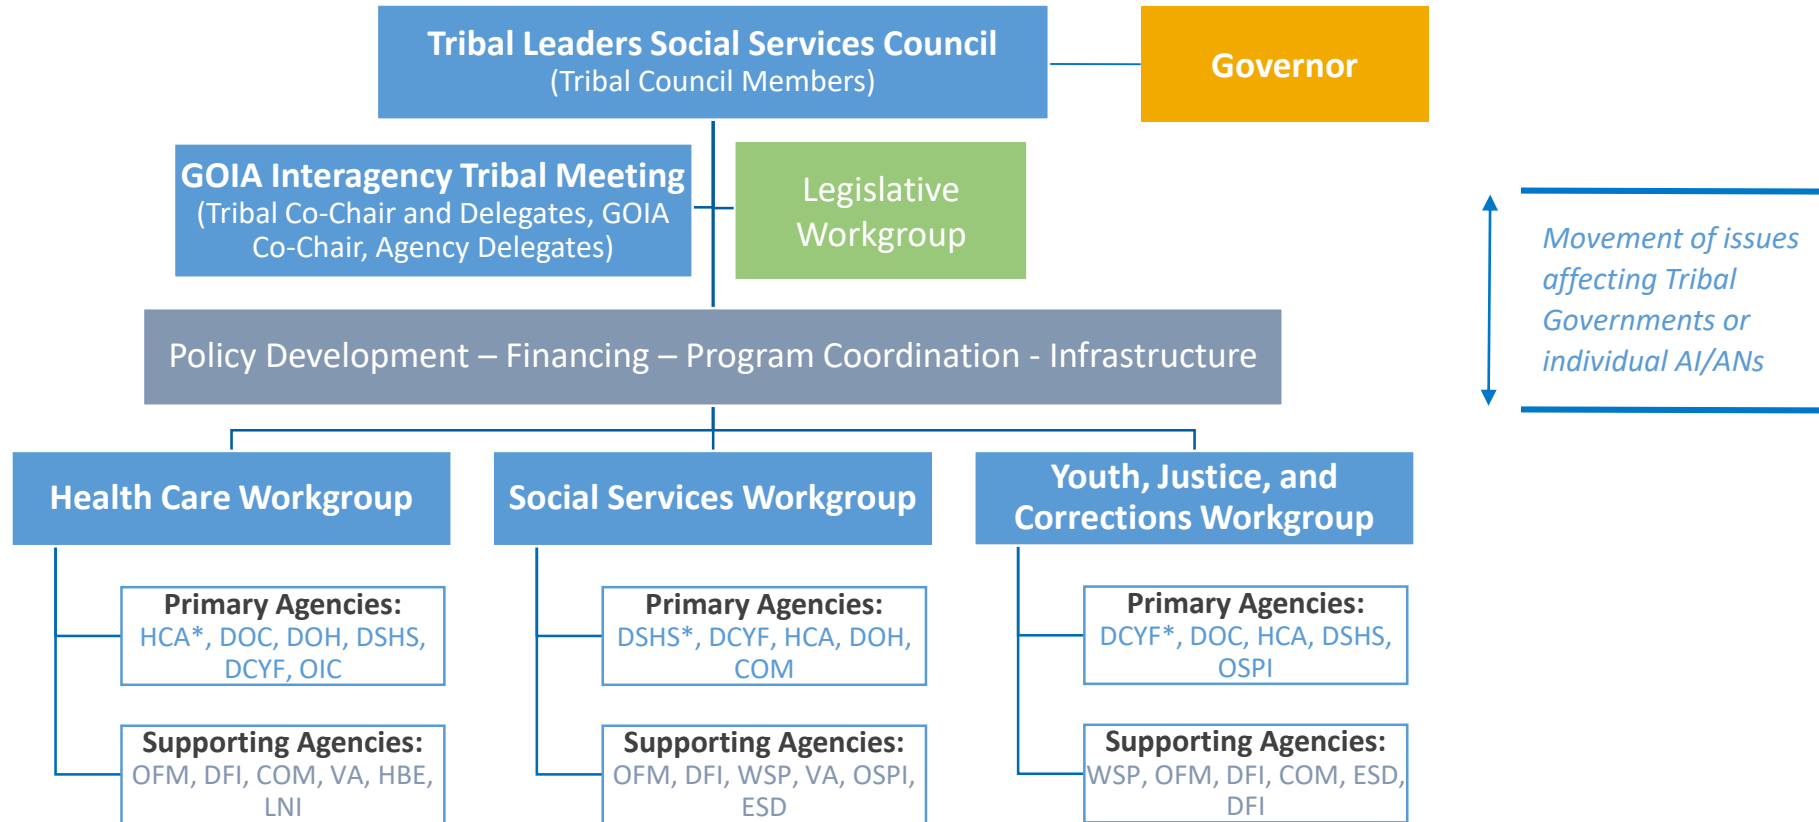 Tribal Leaders Social Services Council
(Tribal Council Members)
Governor
GOIA Interagency Tribal Meeting
(Tribal Co-Chair and Delegates, GOIA
Co-Chair, Agency Delegates)
Legislative
Workgroup
Movement of issues
affecting Tribal
Governments or
individual AI/ANs
Policy Development – Financing – Program Coordination - Infrastructure
Health Care Workgroup
Primary Agencies:
HCA*, DOC, DOH, DSHS,
DCYF, OIC
Supporting Agencies:
OFM, DFI, COM, VA, HBE,
LNI
Social Services Workgroup
Primary Agencies:
DSHS*, DCYF, HCA, DOH,
COM
Supporting Agencies:
OFM, DFI, WSP, VA, OSPI,
ESD
Youth, Justice, and
Corrections Workgroup
Primary Agencies:
DCYF*, DOC, HCA, DSHS,
OSPI
Supporting Agencies:
WSP, OFM, DFI, COM, ESD,
DFI